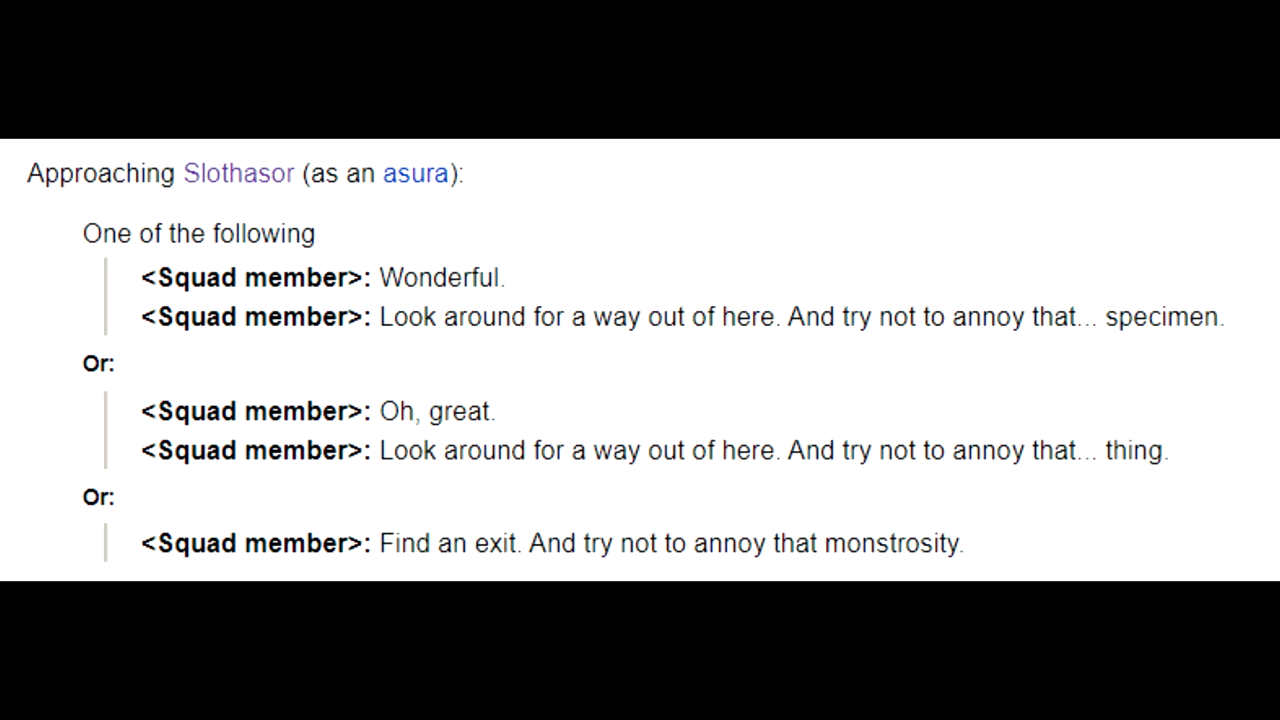 Approaching Slothasor (as an asura):
One of the following
<Squad member>: Wonderful.
<Squad member>: Look around for a way out of here. And try not to annoy that... specimen.
Or:
<Squad member>: Oh, great.
<Squad member>: Look around for a way out of here. And try not to annoy that... thing.
Or:
<Squad member>: Find an exit. And try not to annoy that monstrosity.